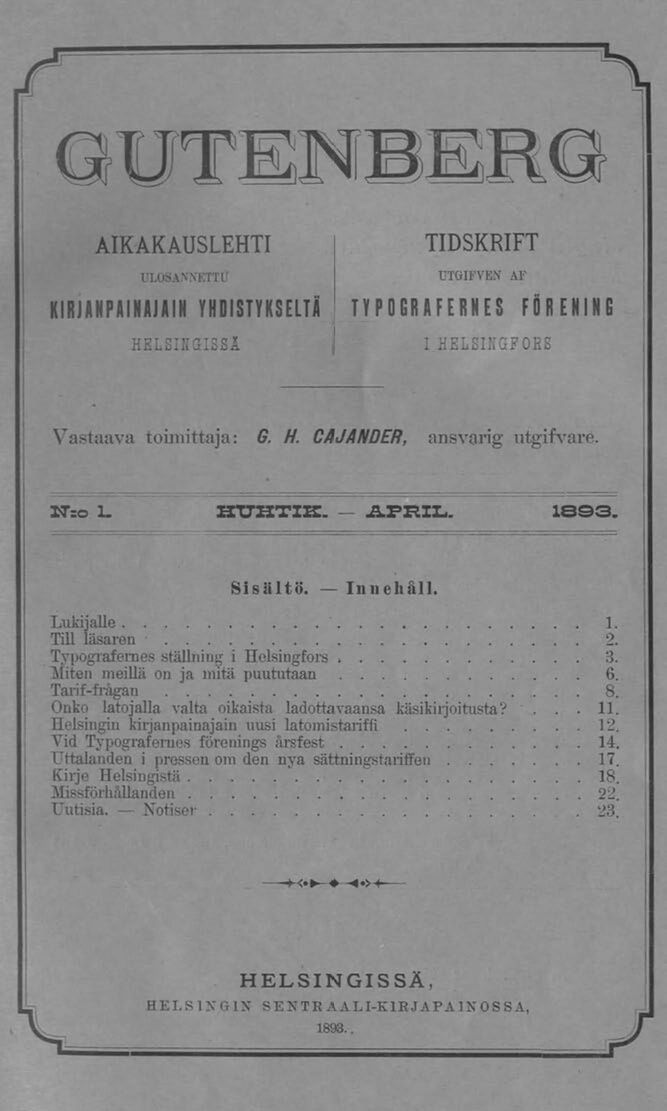 GUTENBERG
AIKAKAUSLEHTI
ULOSANNETTU
KIRJANPAINAJAIN YHDISTYKSELTÄ
HELSINGISSÄ
TIDSKRIFT
UTGIFVEN AF
TYPOGRAFERNES FÖRENING
I HELSINGFORS
Vastaava toimittaja: G. H. CAJANDER, ansvarig utgifvare.
N:o 1. HUHTIK. — APRIL. 1893.
Sisältö. — Innehåll.
Lukijalle . . . . . . . . . . . . . . . . . . 1.
Till läsaren . . . . . . . . . . . . . . . . . 2.
Typografernes ställning i Helsingfors . . . . . . . . . . 3.
Miten meillä on ja mitä puututaan . . . . . . . . . . 6.
Tarif-frågan . . . . . . . . . . . . . . . . . 8.
Onko latojalla valta oikaista ladottavaansa käsikirjoitusta? . . . 11.
Helsingin kirjanpainajain uusi latomistariffi . . . . . . . 12.
Vid Typografernes förenings årsfest . . . . . . . . . . 14.
Uttalanden i pressen om den nya sättningstariffen . . . . . . 17.
Kirje Helsingistä . . . . . . . . . . . . . . . . 18.
Missförhållanden . . . . . . . . . . . . . . . . 22.
Uutisia. — Notiser . . . . . . . . . . . . . . . 23.
HELSINGISSÄ,
HELSINGIN SENTRAALI-KIRJAPAINOSSA,
1893.